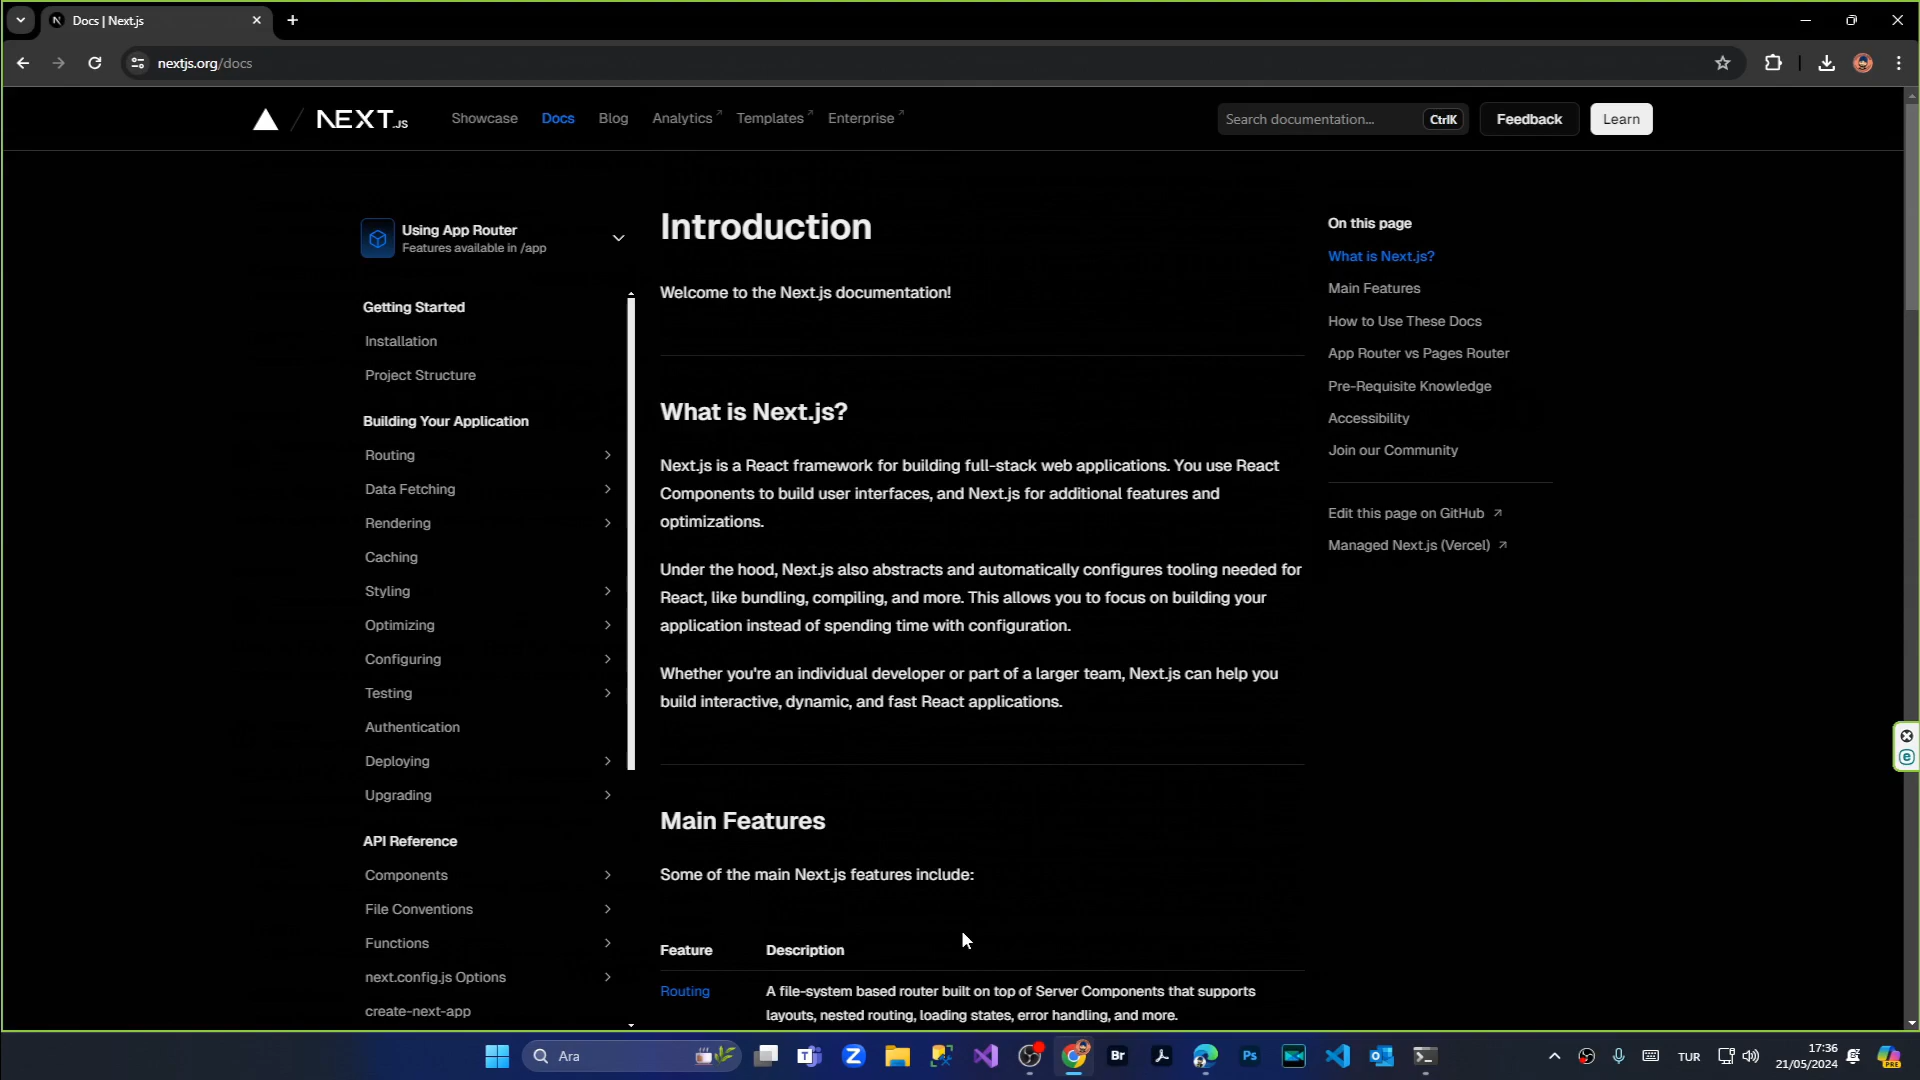 Docs | Next.js
nextjs.org/docs
NEXT.JS
Showcase
Docs
Blog
Analytics
Templates
Enterprise
Search documentation...
CtrlK
Feedback
Learn
Using App Router
Features available in /app
Getting Started
Installation
Project Structure
Building Your Application
Routing
Data Fetching
Rendering
Caching
Styling
Optimizing
Configuring
Testing
Authentication
Deploying
Upgrading
API Reference
Components
File Conventions
Functions
next.config.js Options
create-next-app
Introduction
Welcome to the Next.js documentation!
What is Next.js?
Next.js is a React framework for building full-stack web applications. You use React
Components to build user interfaces, and Next.js for additional features and
optimizations.
Under the hood, Next.js also abstracts and automatically configures tooling needed for
React, like bundling, compiling, and more. This allows you to focus on building your
application instead of spending time with configuration.
Whether you're an individual developer or part of a larger team, Next.js can help you
build interactive, dynamic, and fast React applications.
Main Features
Some of the main Next.js features include:
Feature Description
Routing A file-system based router built on top of Server Components that supports
layouts, nested routing, loading states, error handling, and more.
On this page
What is Next.js?
Main Features
How to Use These Docs
App Router vs Pages Router
Pre-Requisite Knowledge
Accessibility
Join our Community
Edit this page on GitHub
Managed Next.js (Vercel)
Ara
Br
Ps
TUR
17:36
21/05/2024
PRE